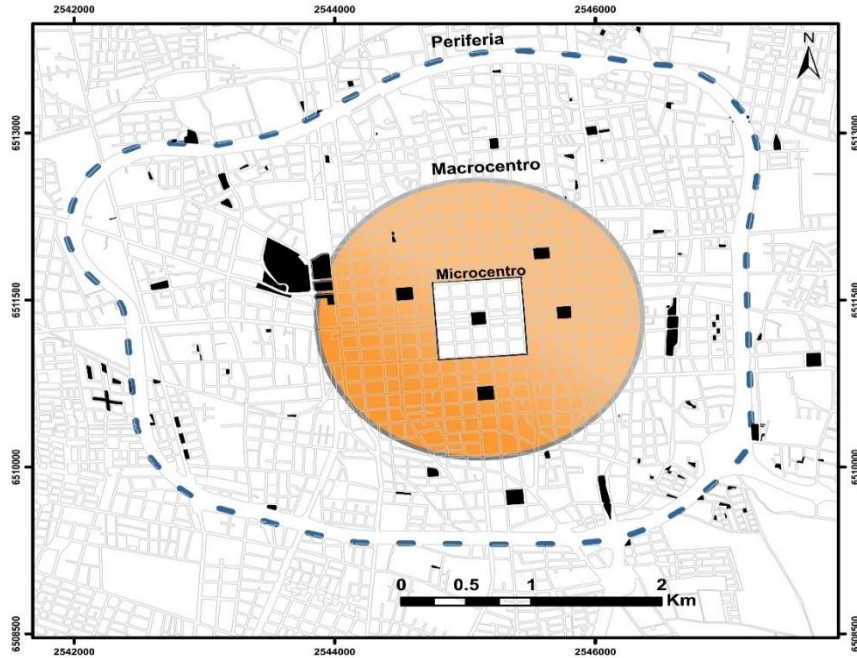 2542000 2544000 2546000
Periferia
N
6513000 6513000
Macrocentro
Microcentro
6511500 6511500
6510000 6510000
0 0.5 1 2
Km
6508500 6508500
2542000 2544000 2546000